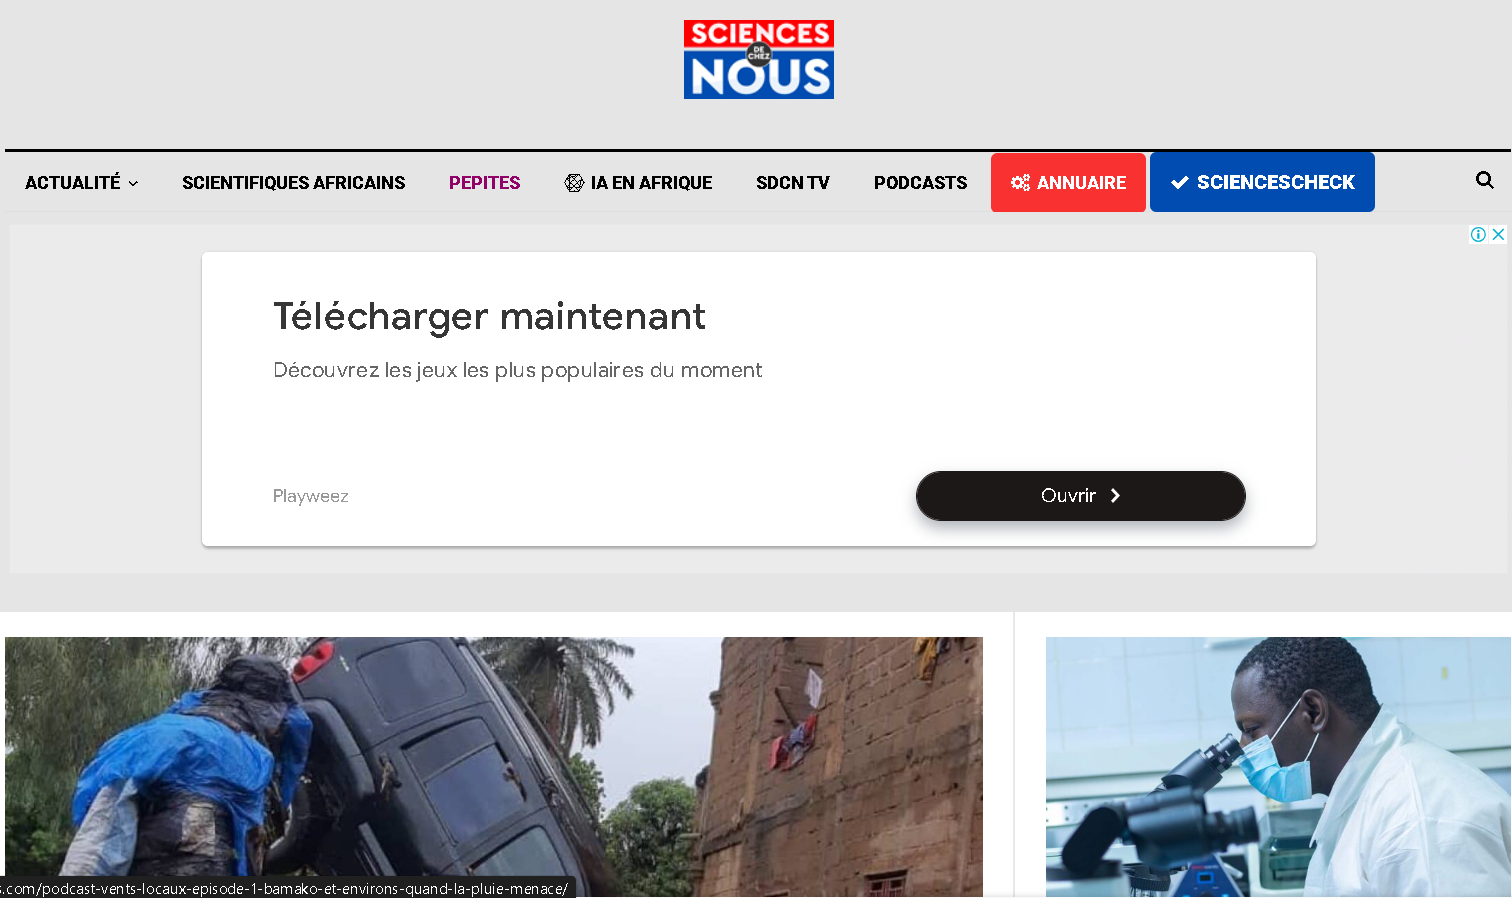 SCIENCES
DE
CHEZ
NOUS
ACTUALITÉ
SCIENTIFIQUES AFRICAINS
PEPITES
IA EN AFRIQUE
SDCN TV
PODCASTS
ANNUAIRE
SCIENCESCHECK
Télécharger maintenant
Découvrez les jeux les plus populaires du moment
Playweez
Ouvrir
s.com/podcast-vents-locaux-episode-1-bamako-et-environs-quand-la-pluie-menace/